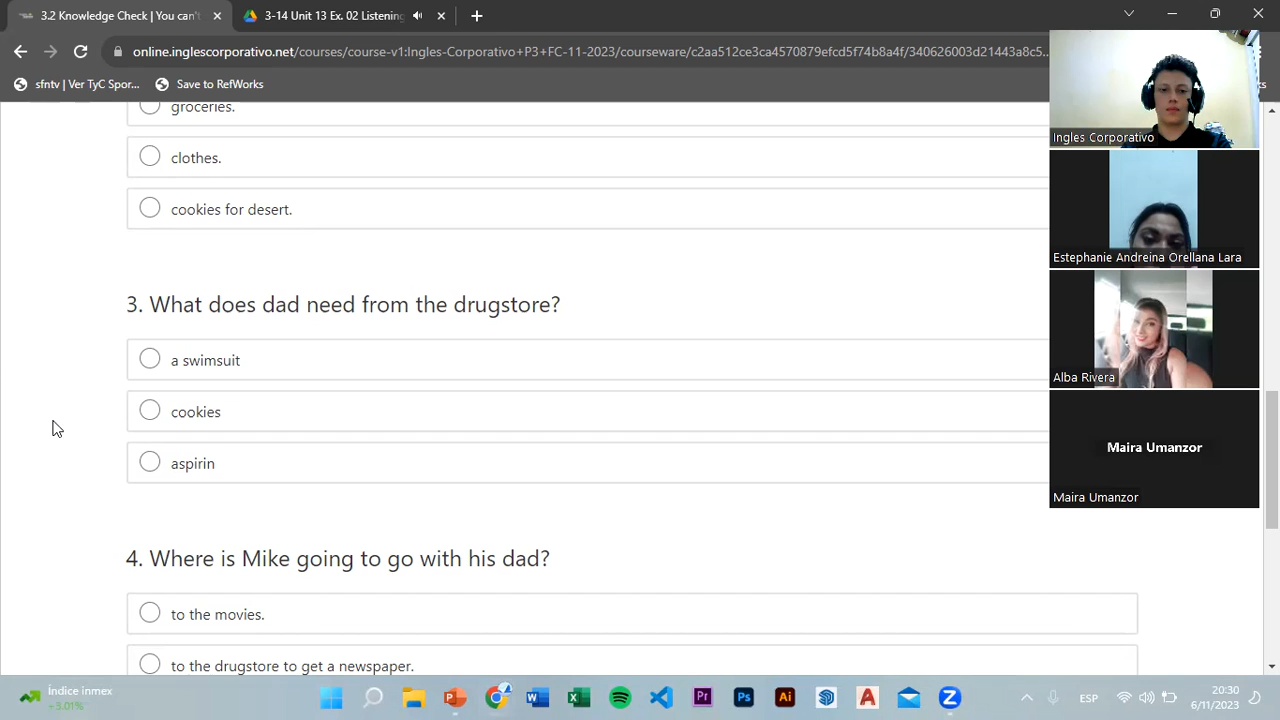 3.2 Knowledge Check | You can't
3-14 Unit 13 Ex. 02 Listening
online.inglescorporativo.net/courses/course-v1:Ingles-Corporativo+P3+FC-11-2023/courseware/c2aa512ce3ca4570879efcd5f74b8a4f/340626003d21443a8c5...
sfntv | Ver TyC Spor...
Save to RefWorks
groceries.
clothes.
cookies for desert.
3. What does dad need from the drugstore?
a swimsuit
cookies
aspirin
4. Where is Mike going to go with his dad?
to the movies.
to the drugstore to get a newspaper.
Ingles Corporativo
Estephanie Andreina Orellana Lara
Alba Rivera
Maira Umanzor
Maira Umanzor
Índice inmex
+3.01%
ESP
20:30
6/11/2023